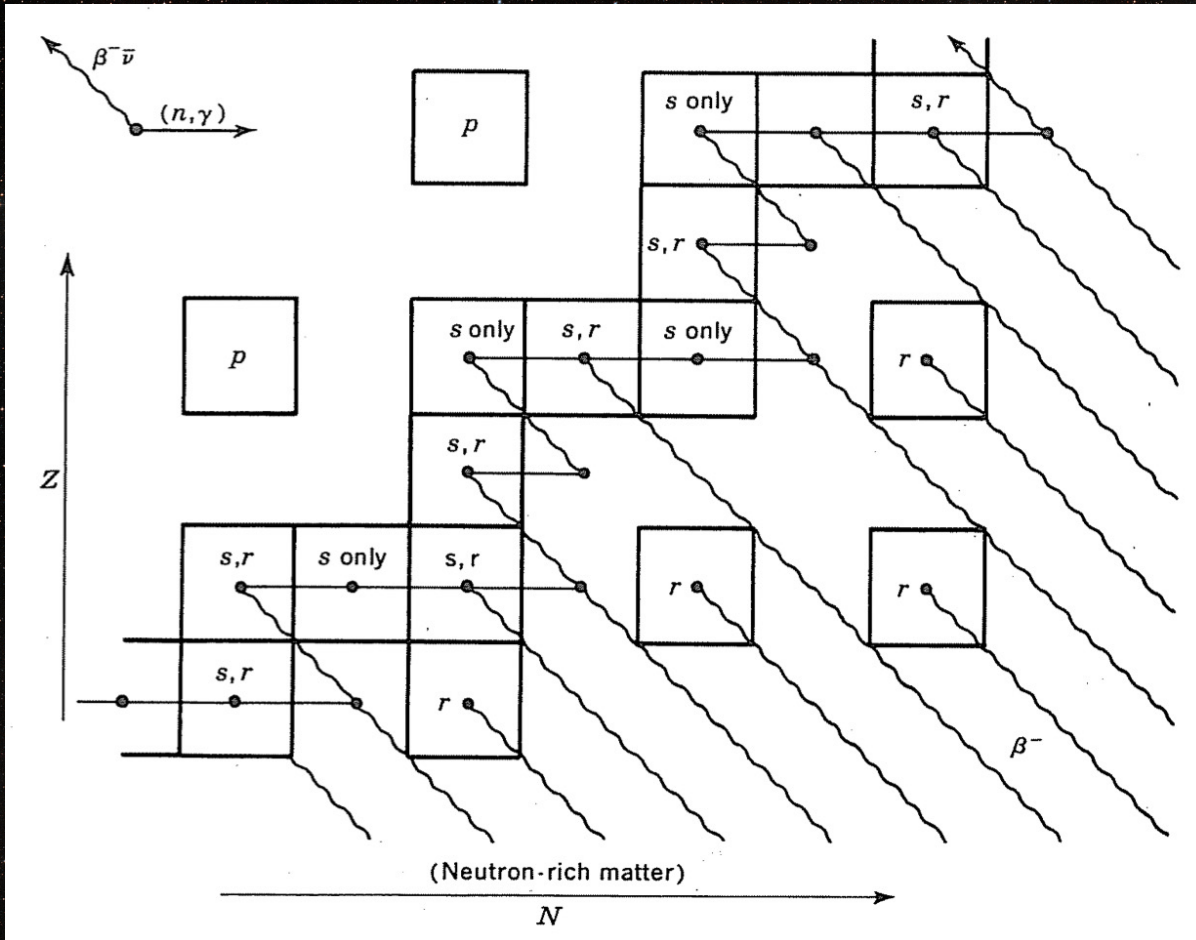 β⁻ν̄
(n,γ)
p
s only
s,r
s,r
p
s only
s,r
s only
r
Z
s,r
s,r
s only
s, r
r
r
s,r
r
β⁻
(Neutron-rich matter)
N